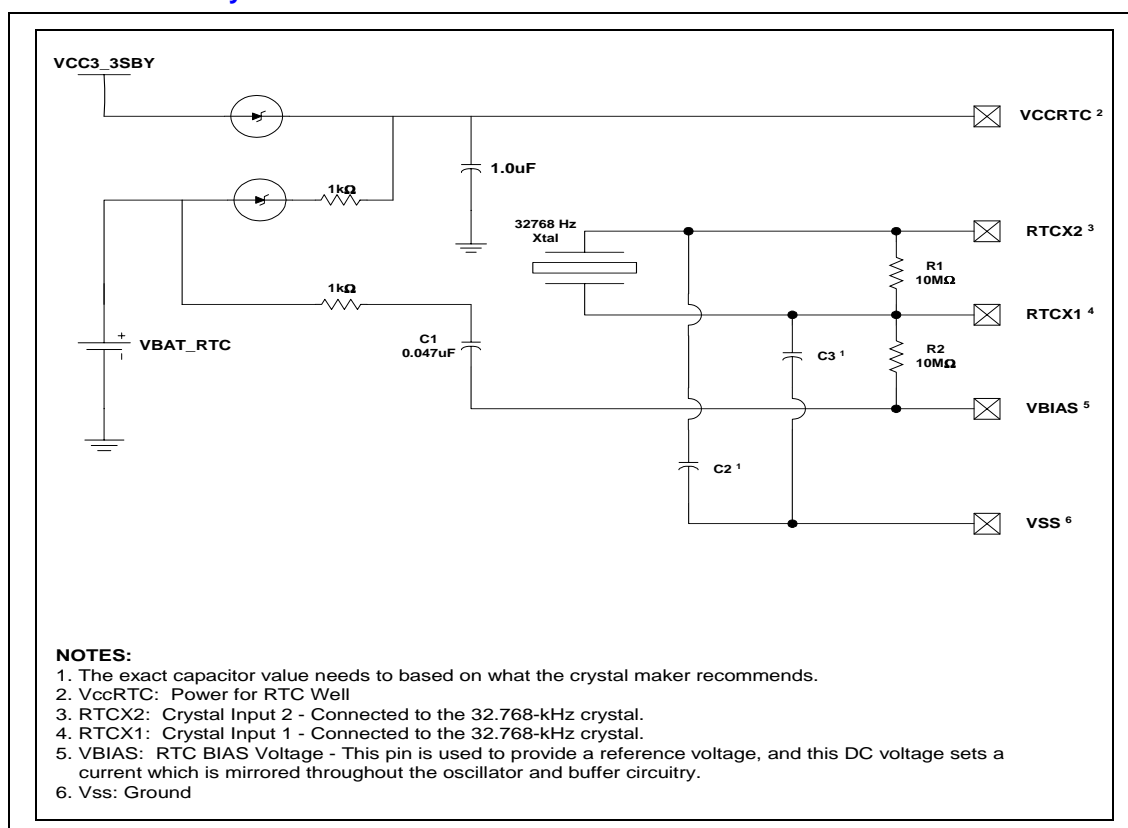 VCC3_3SBY
VCCRTC ²
1.0uF
1kΩ
32768 Hz
Xtal
RTCX2 ³
R1
10MΩ
1kΩ
RTCX1 ⁴
VBAT_RTC
+
-
C1
0.047uF
C3 ¹
R2
10MΩ
VBIAS ⁵
C2 ¹
VSS ⁶
NOTES:
1. The exact capacitor value needs to based on what the crystal maker recommends.
2. VccRTC: Power for RTC Well
3. RTCX2: Crystal Input 2 - Connected to the 32.768-kHz crystal.
4. RTCX1: Crystal Input 1 - Connected to the 32.768-kHz crystal.
5. VBIAS: RTC BIAS Voltage - This pin is used to provide a reference voltage, and this DC voltage sets a
current which is mirrored throughout the oscillator and buffer circuitry.
6. Vss: Ground